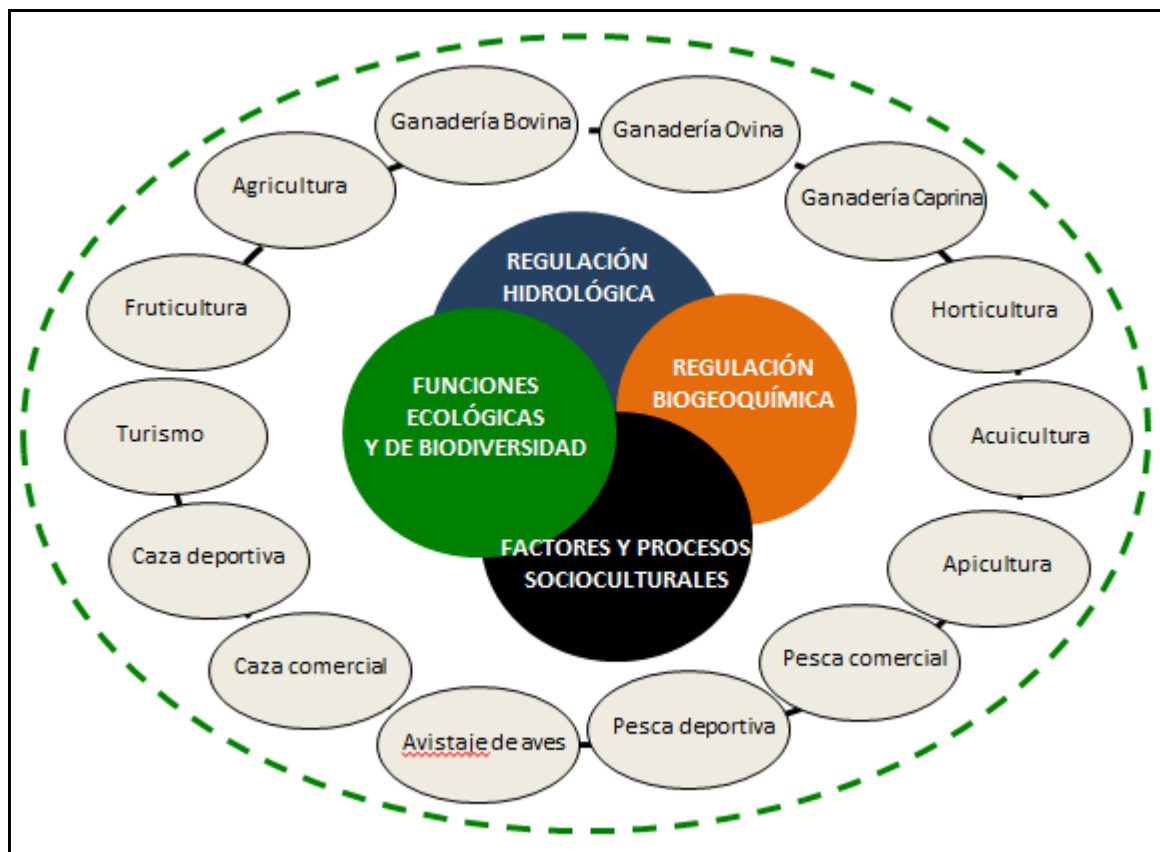 Ganadería Bovina
Ganadería Ovina
Agricultura
Ganadería Caprina
REGULACIÓN
HIDROLÓGICA
Fruticultura
Horticultura
FUNCIONES
ECOLÓGICAS
Y DE BIODIVERSIDAD
REGULACIÓN
BIOGEOQUÍMICA
Turismo
Acuicultura
Caza deportiva
FACTORES Y PROCESOS
SOCIOCULTURALES
Apicultura
Caza comercial
Pesca comercial
Avistaje de aves
Pesca deportiva